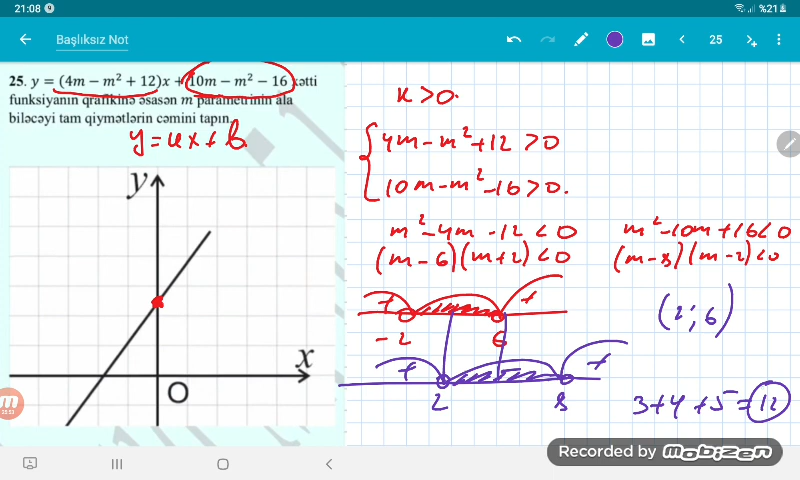 21:08
%21
Başlıksız Not
25
25. y = (4m − m² + 12)x + 10m − m² − 16 xətti
funksiyanın qrafikinə əsasən m parametrinin ala
biləcəyi tam qiymətlərin cəmini tapın.
y=kx+b
y
x
O
k>0.
4m-m²+12>0
10m-m²-16>0.
m²-4m-12<0
(m-6)(m+2)<0
m²-10m+16<0
(m-8)(m-2)<0
+ +
-2 6
+ +
2 8
(2;6)
3+4+5=12
Recorded by mobizen